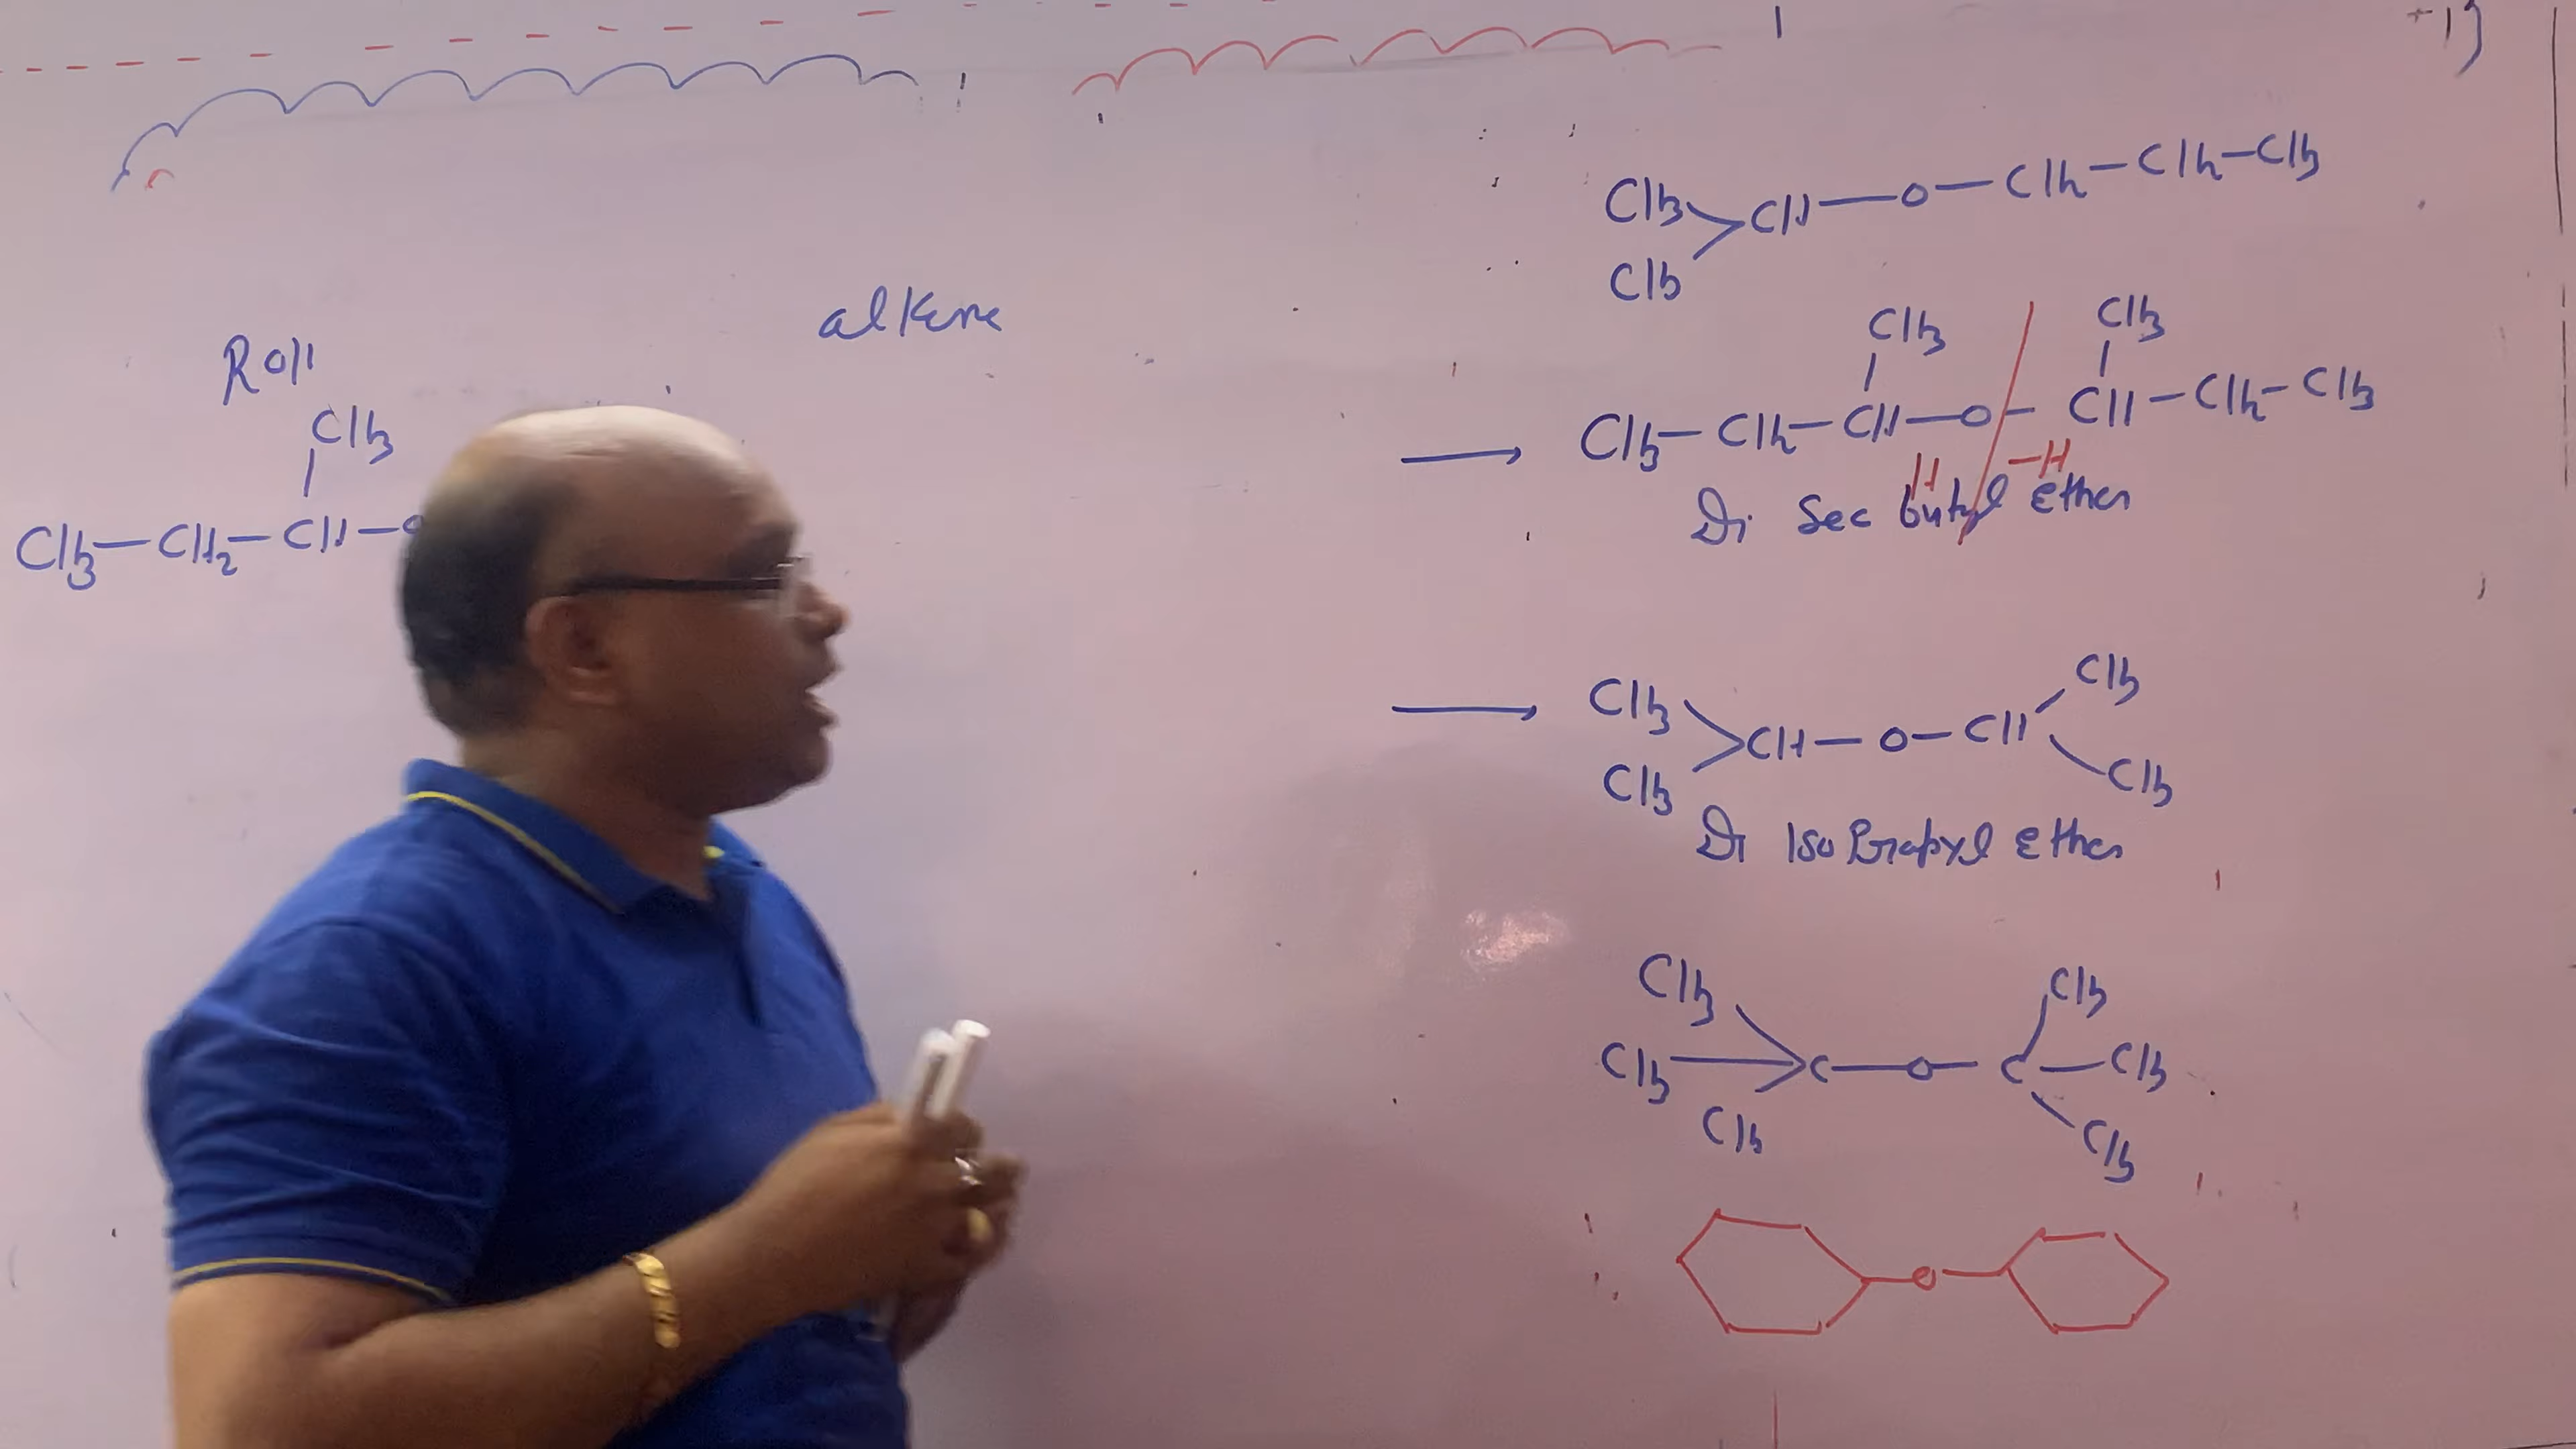 CH3
CH3 > CH — O — CH2 — CH2 — CH3
alkene
ROH
CH3
CH3 — CH2 — CH — O
CH3 CH3
→ CH3 — CH2 — CH — O — CH — CH2 — CH3
H — H
Di Sec butyl Ether
CH3 CH3
→ > CH — O — CH
CH3 CH3
Di Iso Propyl Ether
CH3 CH3
CH3 — C — O — C — CH3
CH3 CH3
O